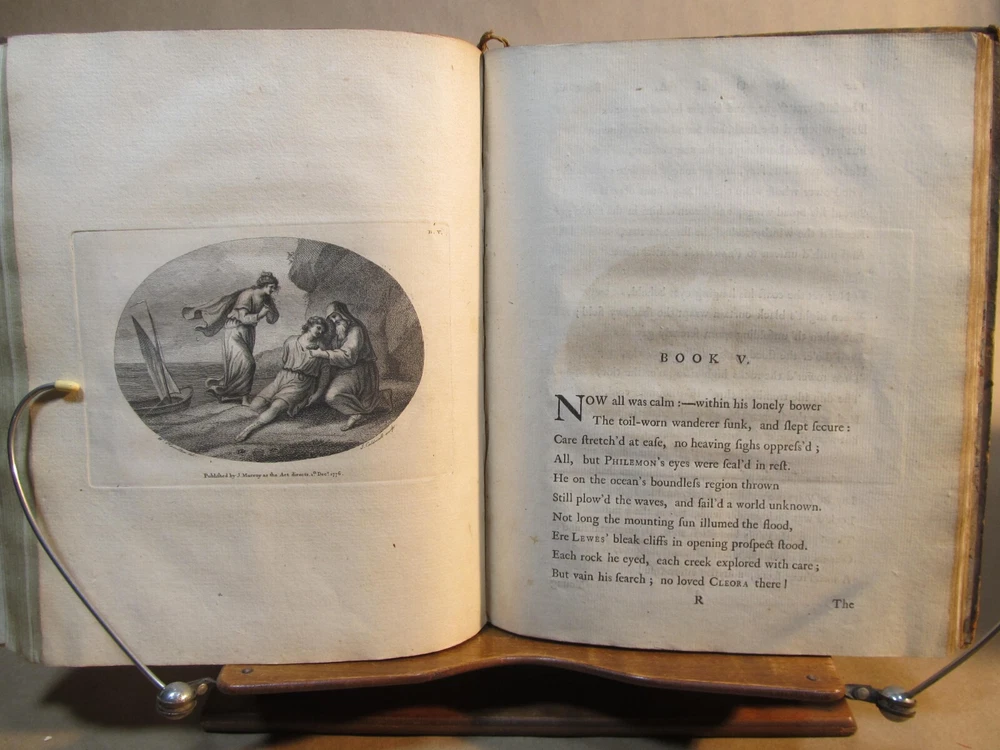 B. V.
Published by J. Murray as the Act directs. 1st. Decr. 1776.
BOOK V.
NOW all was calm :—within his lonely bower
The toil-worn wanderer ſunk, and ſlept ſecure :
Care ſtretch'd at eaſe, no heaving ſighs oppreſs'd ;
All, but PHILEMON's eyes were ſeal'd in reſt.
He on the ocean's boundleſs region thrown
Still plow'd the waves, and ſail'd a world unknown.
Not long the mounting ſun illumed the flood,
Ere LEWES' bleak cliffs in opening proſpect ſtood.
Each rock he eyed, each creek explored with care ;
But vain his ſearch ; no loved CLEORA there !
R
The